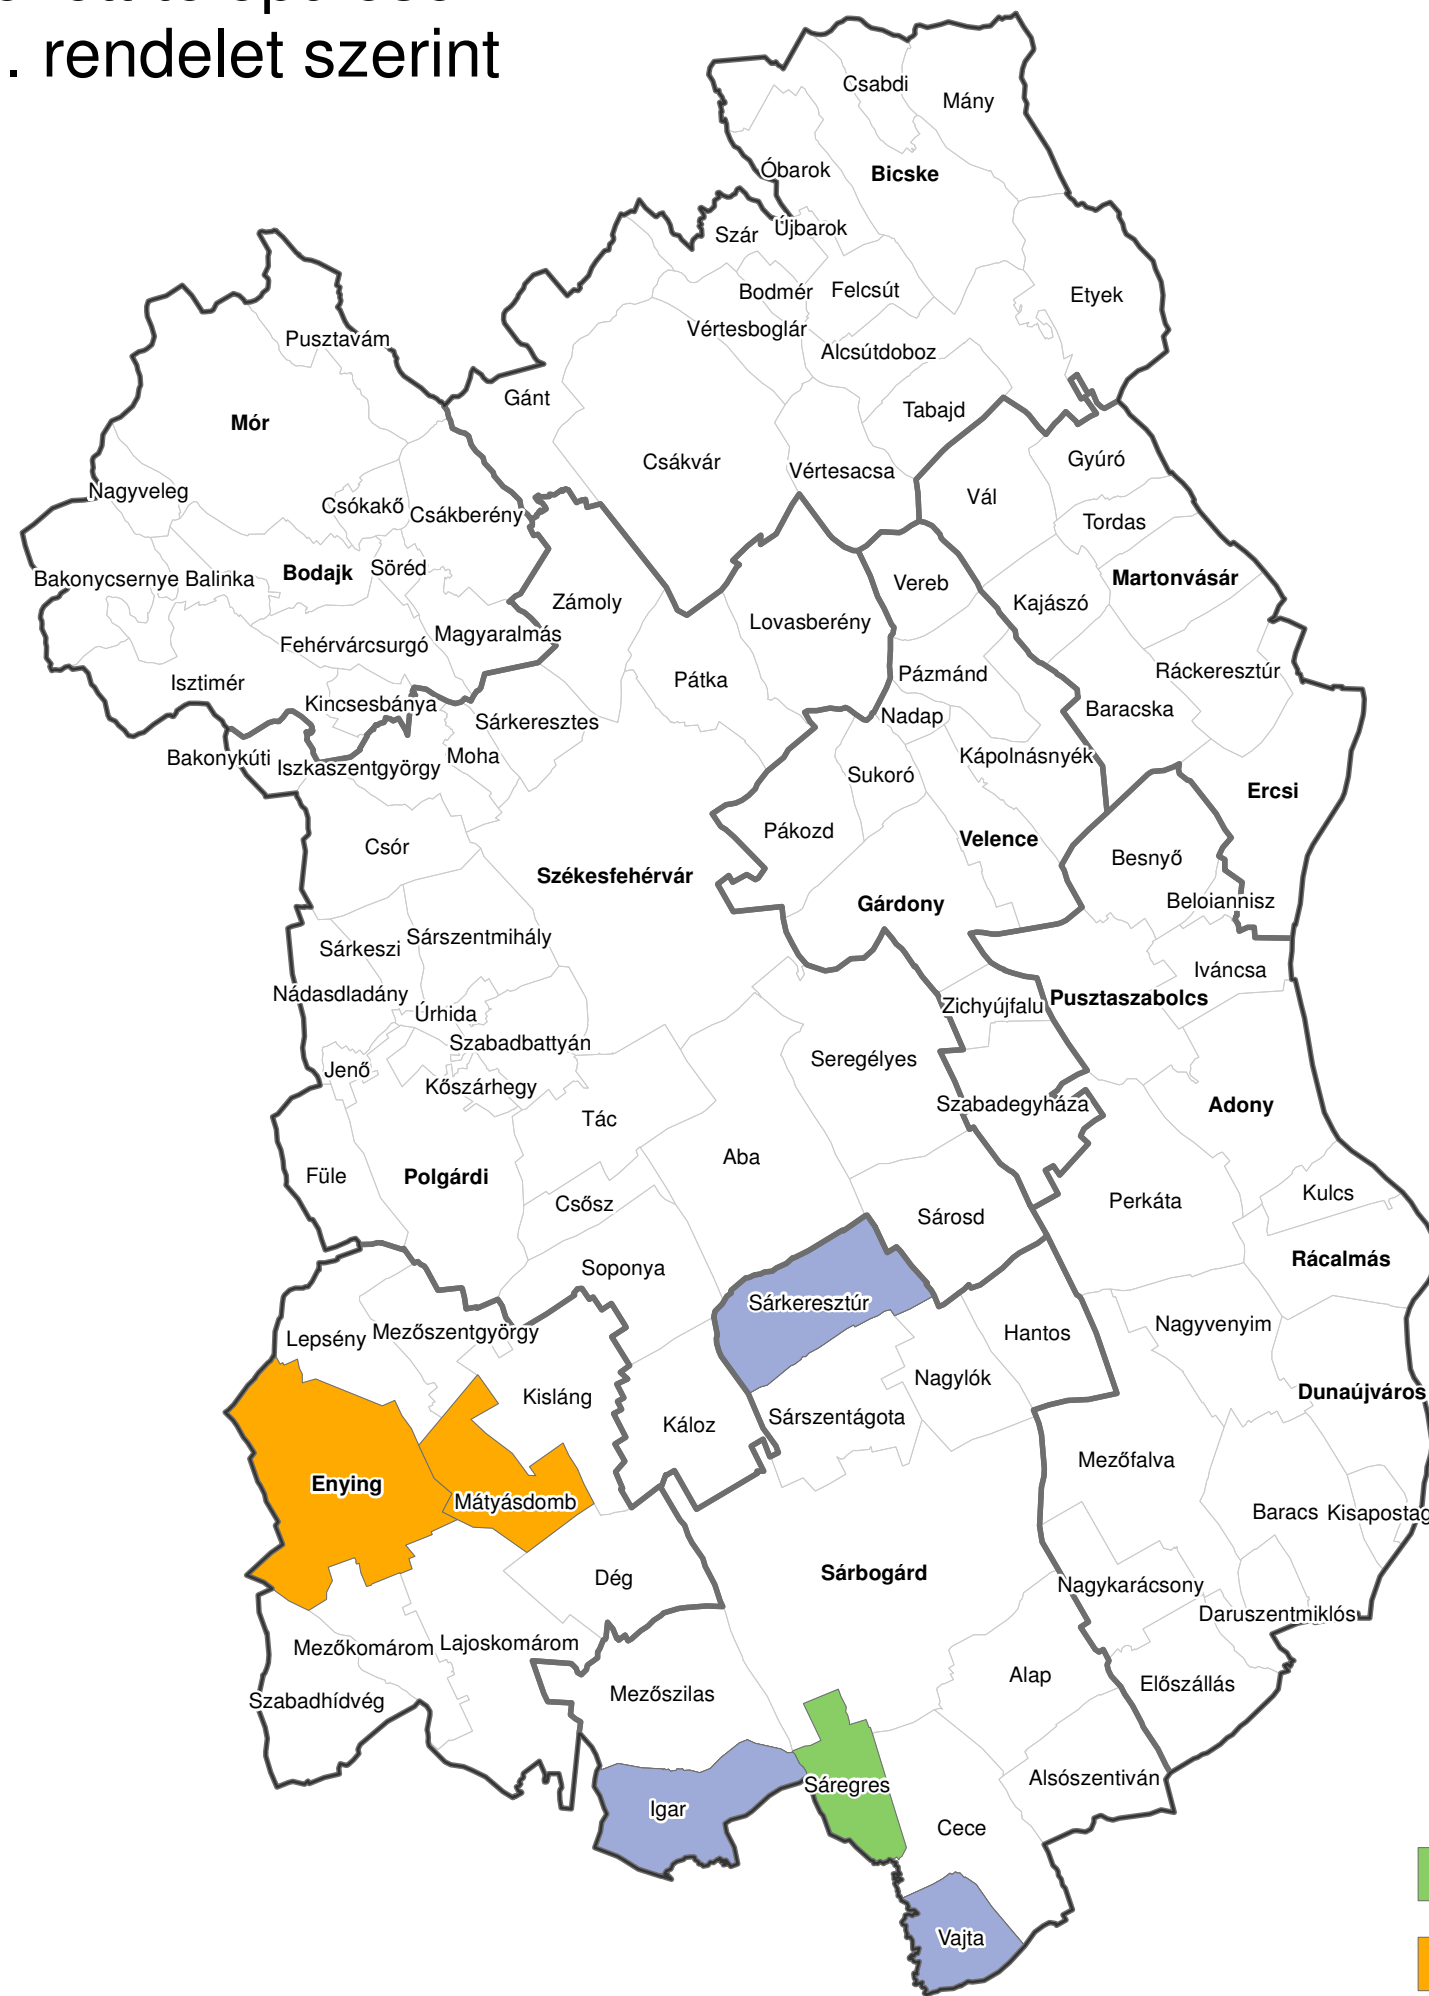 . rendelet szerint
Csabdi
Mány
Óbarok
Bicske
Szár
Újbarok
Bodmér
Felcsút
Etyek
Vértesboglár
Pusztavám
Alcsútdoboz
Gánt
Tabajd
Mór
Csákvár
Vértesacsa
Gyúró
Nagyveleg
Vál
Csókakő
Csákberény
Tordas
Bakonycsernye
Balinka
Bodajk
Söréd
Vereb
Martonvásár
Zámoly
Kajászó
Lovasberény
Fehérvárcsurgó
Magyaralmás
Ráckeresztúr
Isztimér
Pátka
Pázmánd
Kincsesbánya
Baracska
Sárkeresztes
Nadap
Bakonykúti
Iszkaszentgyörgy
Moha
Kápolnásnyék
Sukoró
Ercsi
Pákozd
Velence
Csór
Besnyő
Székesfehérvár
Gárdony
Beloiannisz
Sárkeszi
Sárszentmihály
Iváncsa
Nádasdladány
Zichyújfalu
Pusztaszabolcs
Úrhida
Szabadbattyán
Seregélyes
Jenő
Kőszárhegy
Szabadegyháza
Adony
Tác
Aba
Füle
Polgárdi
Kulcs
Csősz
Perkáta
Sárosd
Rácalmás
Soponya
Sárkeresztúr
Nagyvenyim
Lepsény
Mezőszentgyörgy
Hantos
Nagylók
Dunaújváros
Kisláng
Káloz
Sárszentágota
Mezőfalva
Enying
Mátyásdomb
Baracs
Kisapostag
Sárbogárd
Dég
Nagykarácsony
Daruszentmiklós
Mezőkomárom
Lajoskomárom
Alap
Előszállás
Mezőszilas
Szabadhídvég
Alsószentiván
Sáregres
Igar
Cece
Vajta